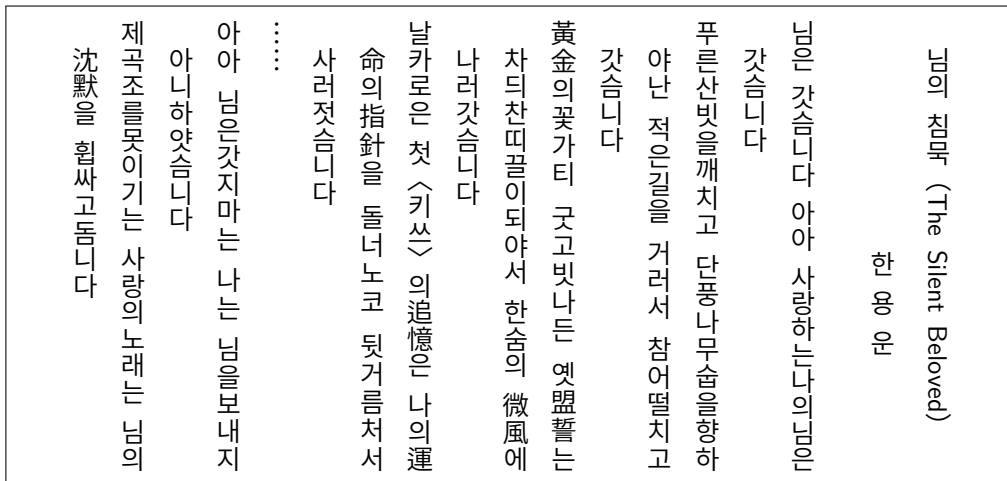 님의 침묵 (The Silent Beloved)
한 용 운
님은 갓슴니다 아아 사랑하는나의님은
갓슴니다
푸른산빗을깨치고 단풍나무숩을향하
야난 적은길을 거러서 참어떨치고
갓슴니다
黃金의꽃가티 굿고빗나든 옛盟誓는
차듸찬띠끌이되야서 한숨의 微風에
나러갓슴니다
날카로은 첫 〈키쓰〉의追憶은 나의運
命의指針을 돌너노코 뒷거름처서
사러젓슴니다
……
아아 님은갓지마는 나는 님을보내지
아니하얏슴니다
제곡조를못이기는 사랑의노래는 님의
沈默을 휩싸고돔니다